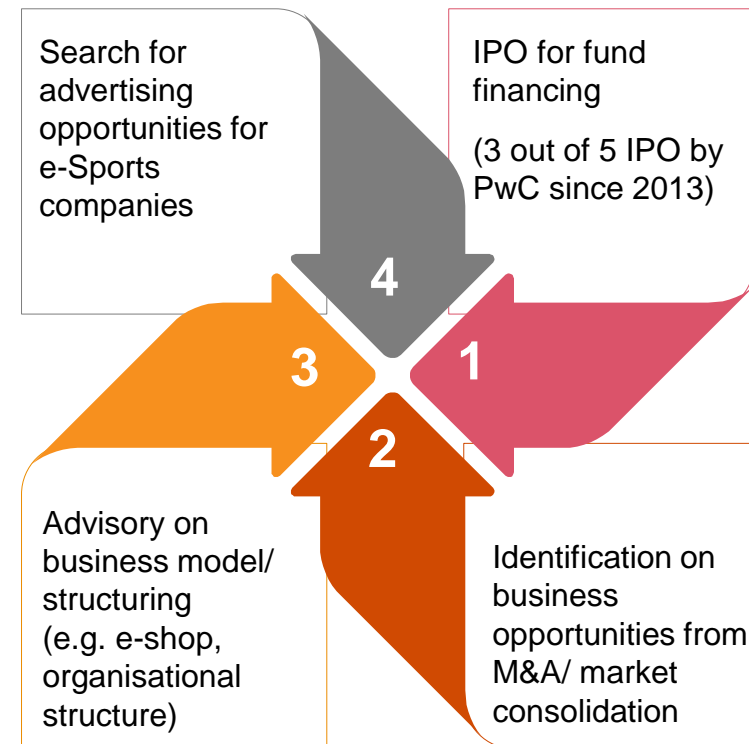 Search for
advertising
opportunities for
e-Sports
companies
IPO for fund
financing
(3 out of 5 IPO by
PwC since 2013)
4
3
1
2
Advisory on
business model/
structuring
(e.g. e-shop,
organisational
structure)
Identification on
business
opportunities from
M&A/ market
consolidation